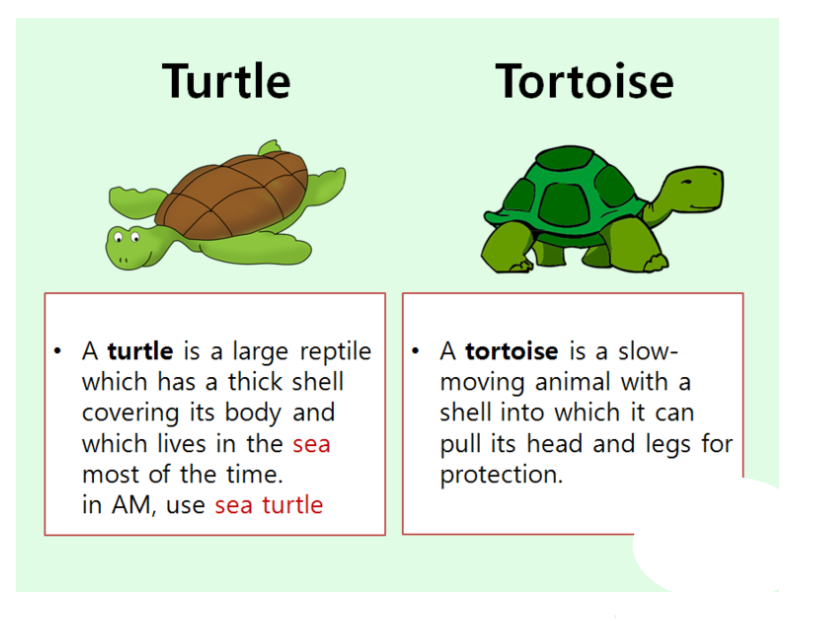 Turtle
Tortoise
• A turtle is a large reptile
which has a thick shell
covering its body and
which lives in the sea
most of the time.
in AM, use sea turtle
• A tortoise is a slow-
moving animal with a
shell into which it can
pull its head and legs for
protection.